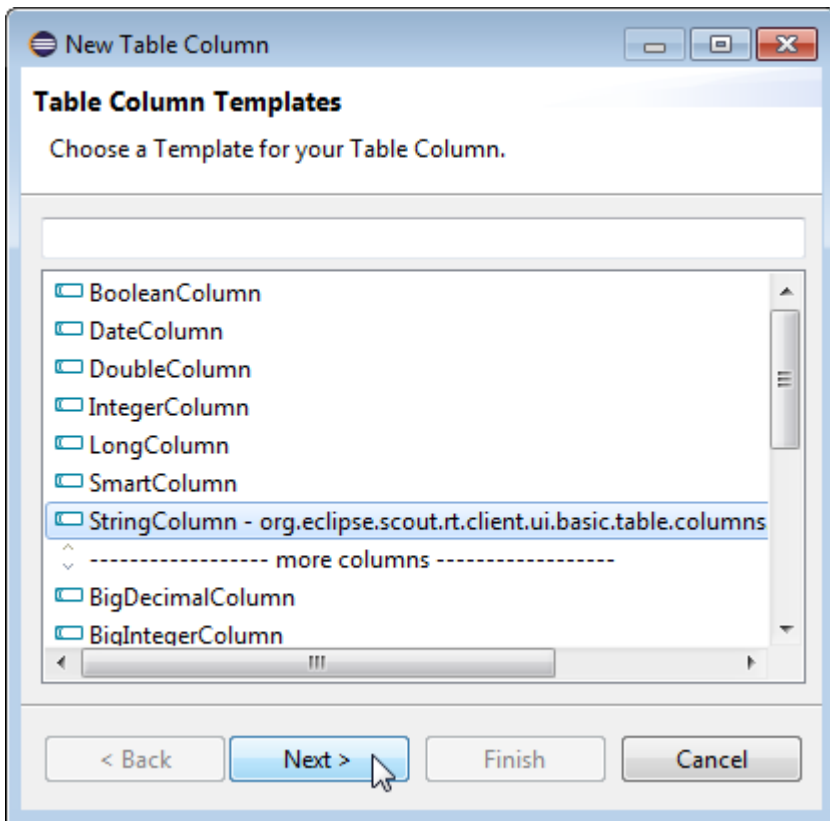 New Table Column
Table Column Templates
Choose a Template for your Table Column.
BooleanColumn
DateColumn
DoubleColumn
IntegerColumn
LongColumn
SmartColumn
StringColumn - org.eclipse.scout.rt.client.ui.basic.table.columns
------------------ more columns ------------------
BigDecimalColumn
BigIntegerColumn
< Back Next > Finish Cancel